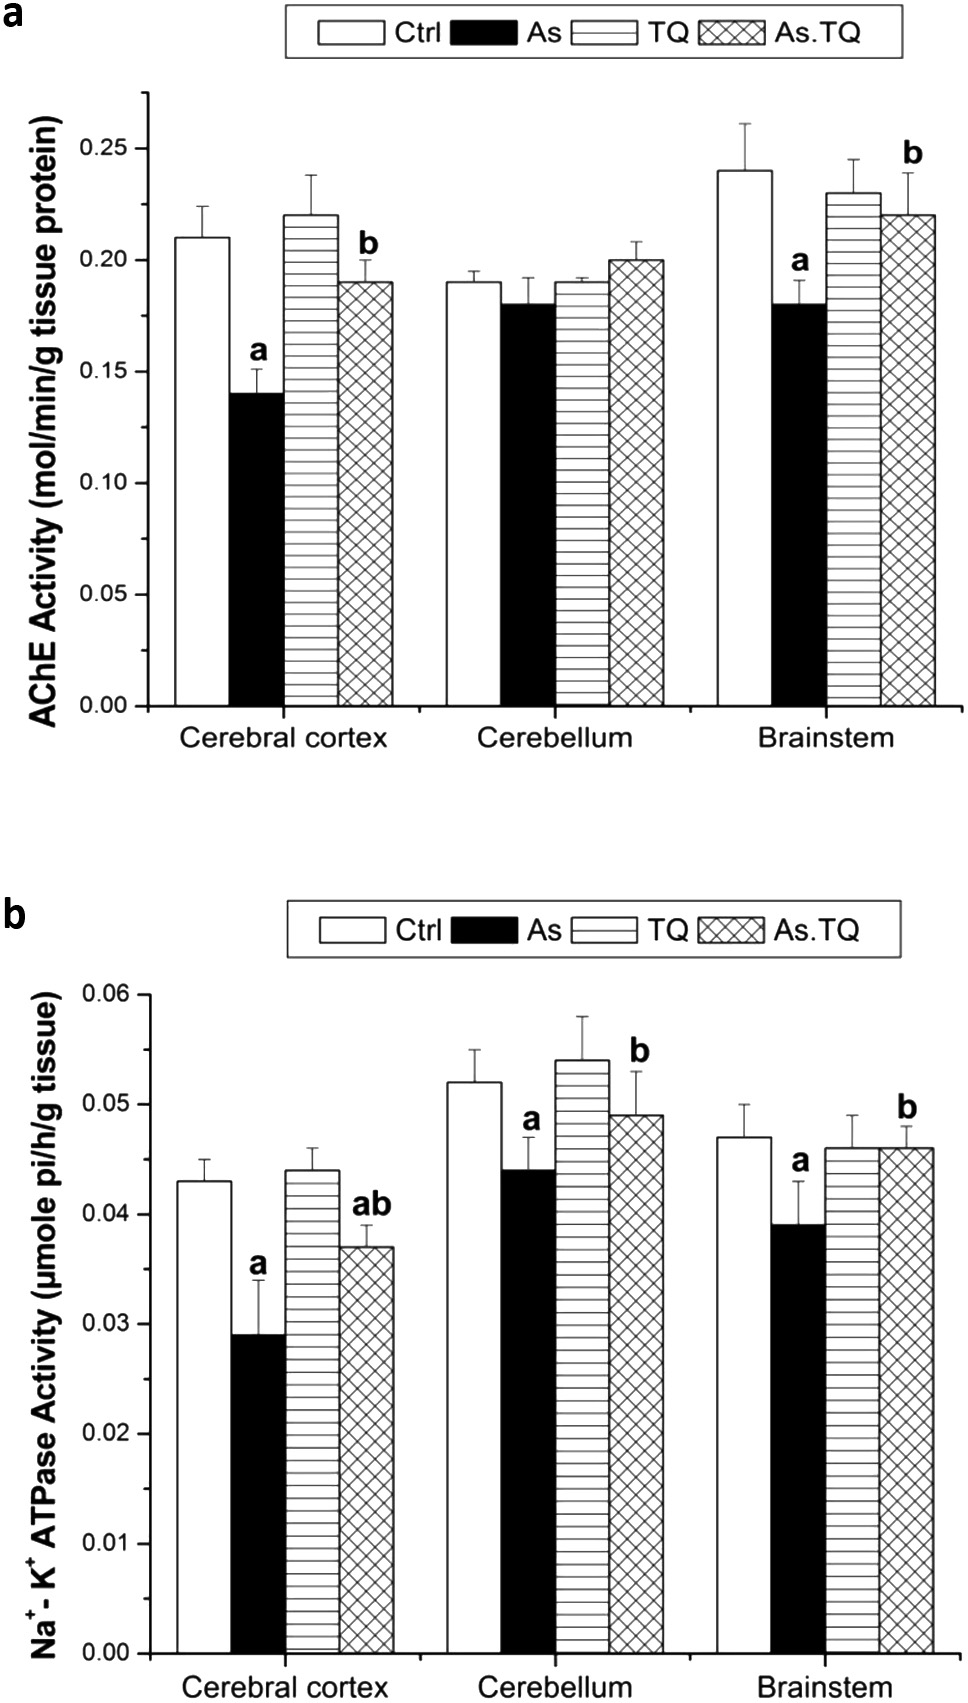 a
Ctrl As TQ As.TQ
AChE Activity (mol/min/g tissue protein)
0.25
0.20
0.15
0.10
0.05
0.00
a
b
a
b
Cerebral cortex Cerebellum Brainstem
b
Ctrl As TQ As.TQ
Na⁺- K⁺ ATPase Activity (µmole pi/h/g tissue)
0.06
0.05
0.04
0.03
0.02
0.01
0.00
a
ab
a
b
a
b
Cerebral cortex Cerebellum Brainstem